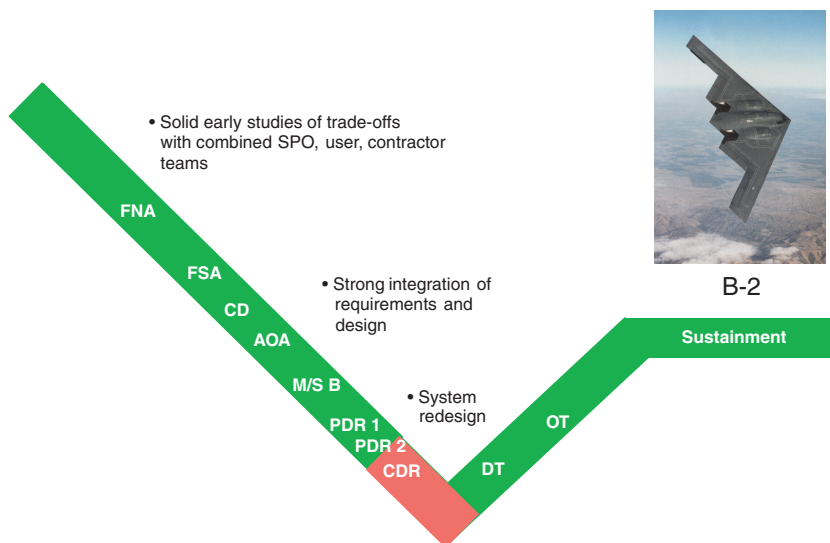 • Solid early studies of trade-offs
with combined SPO, user, contractor
teams
FNA
FSA
• Strong integration of
requirements and
design
B-2
CD
AOA
Sustainment
M/S B
• System
redesign
PDR 1
OT
PDR 2
CDR
DT